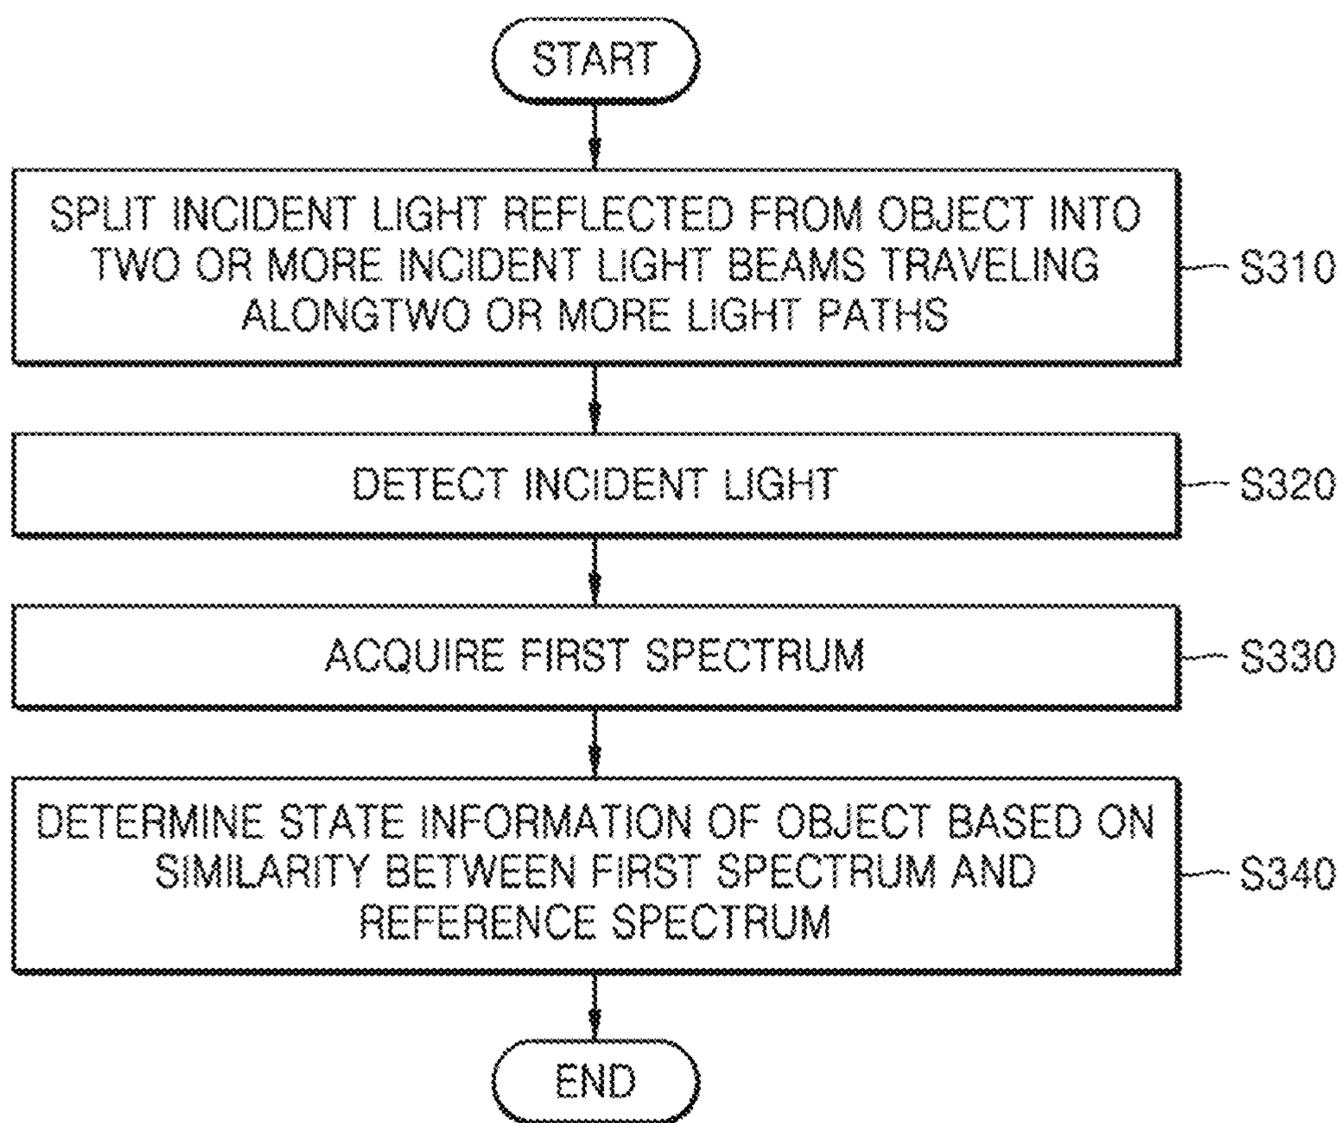 START
SPLIT INCIDENT LIGHT REFLECTED FROM OBJECT INTO
TWO OR MORE INCIDENT LIGHT BEAMS TRAVELING
ALONGTWO OR MORE LIGHT PATHS
S310
DETECT INCIDENT LIGHT
S320
ACQUIRE FIRST SPECTRUM
S330
DETERMINE STATE INFORMATION OF OBJECT BASED ON
SIMILARITY BETWEEN FIRST SPECTRUM AND
REFERENCE SPECTRUM
S340
END